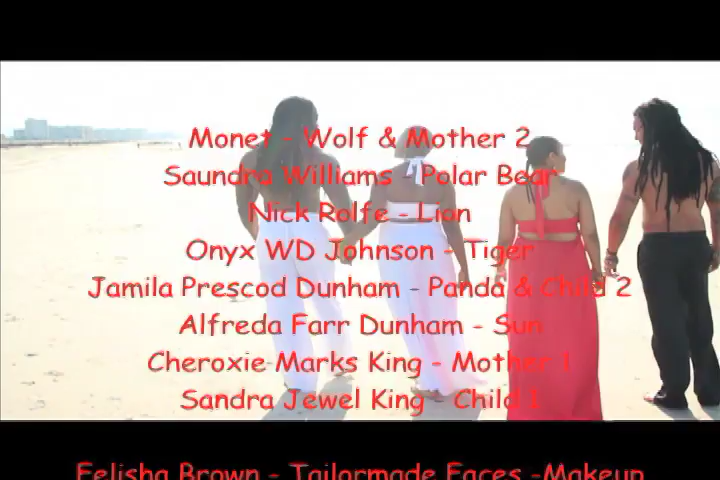 Monet - Wolf & Mother 2
Saundra Williams - Polar Bear
Nick Rolfe - Lion
Onyx WD Johnson - Tiger
Jamila Prescod Dunham - Panda & Child 2
Alfreda Farr Dunham - Sun
Cheroxie Marks King - Mother 1
Sandra Jewel King - Child 1
Felisha Brown - Tailormade Faces -Makeup